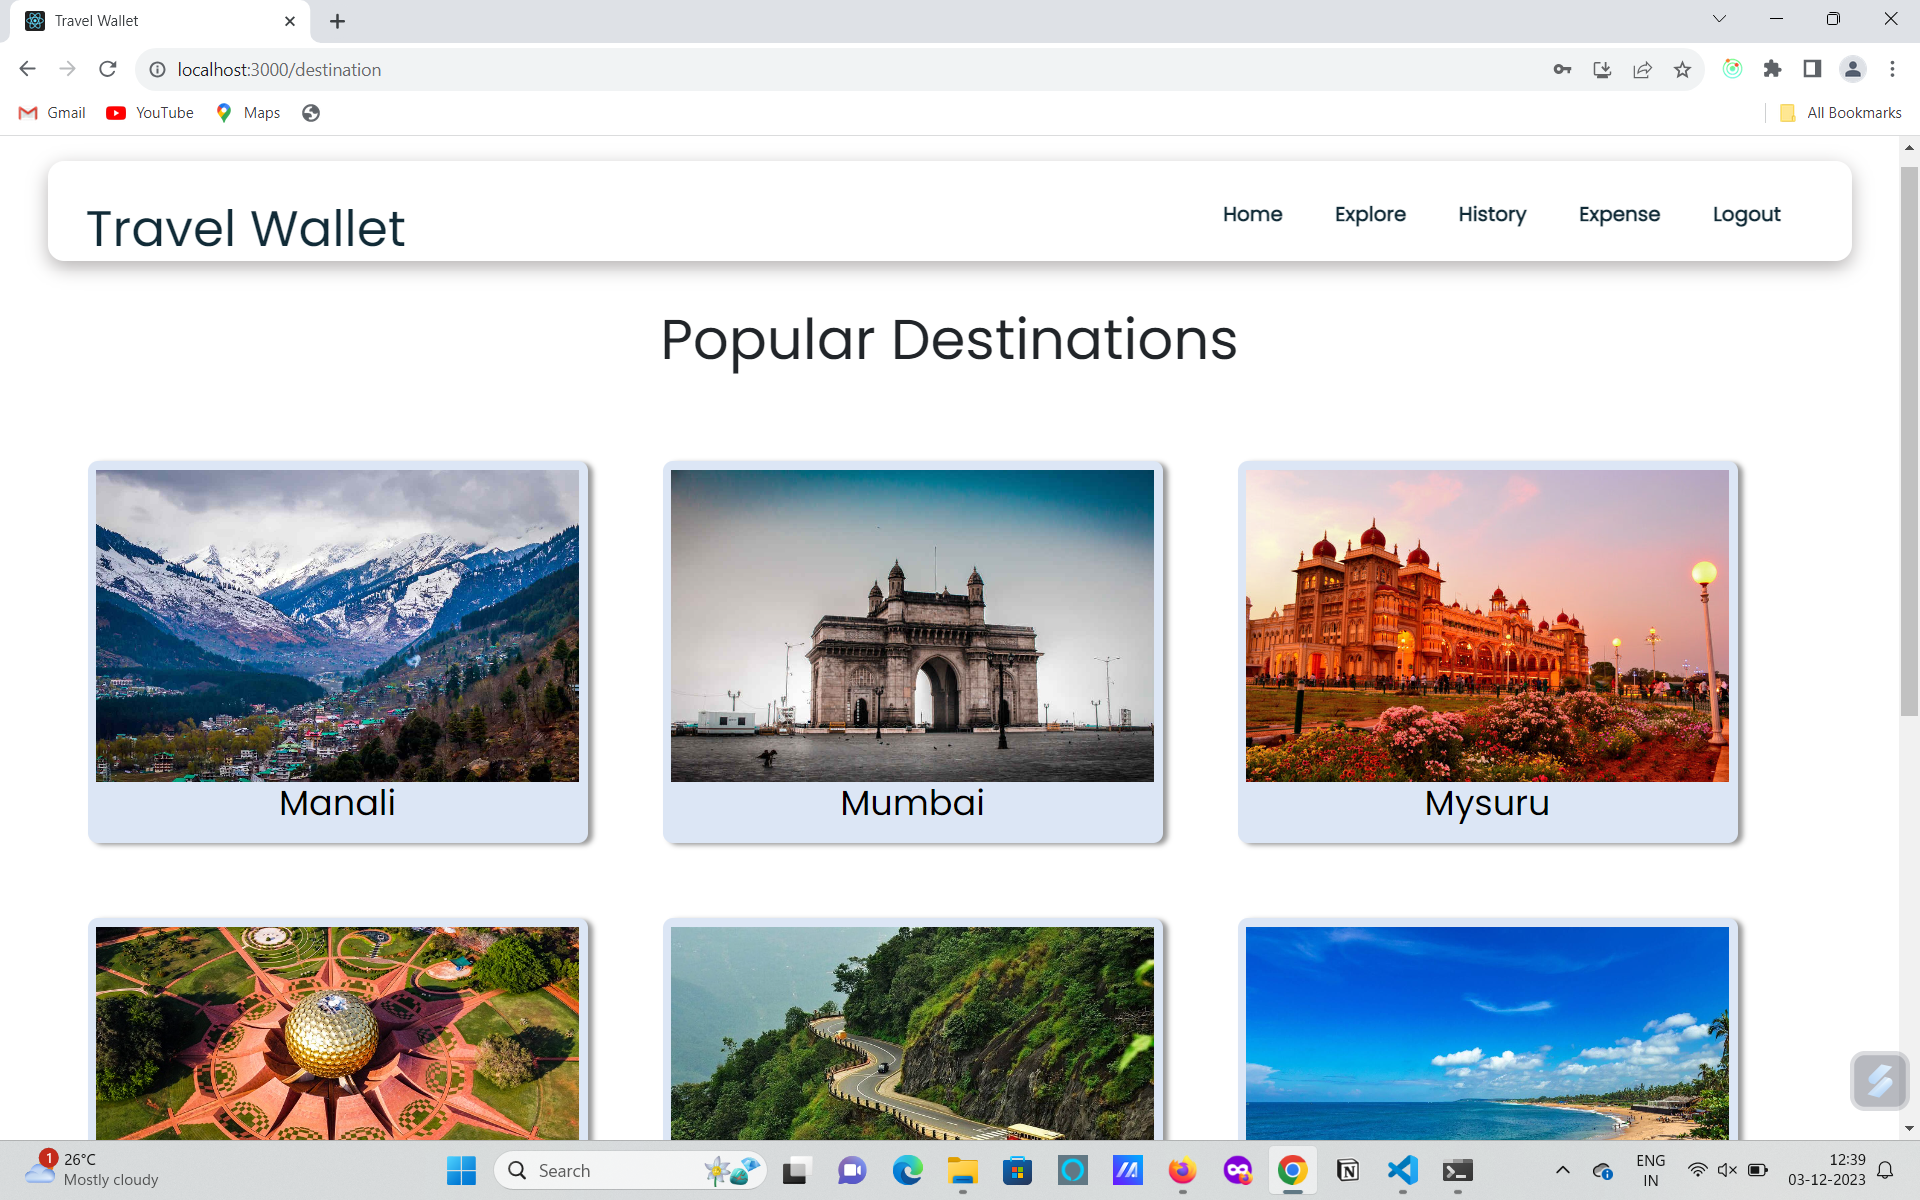 Travel Wallet
localhost:3000/destination
Gmail YouTube Maps All Bookmarks
Travel Wallet
Home Explore History Expense Logout
Popular Destinations
Manali Mumbai Mysuru
1 26°C
Mostly cloudy
Search
ENG
IN
12:39
03-12-2023